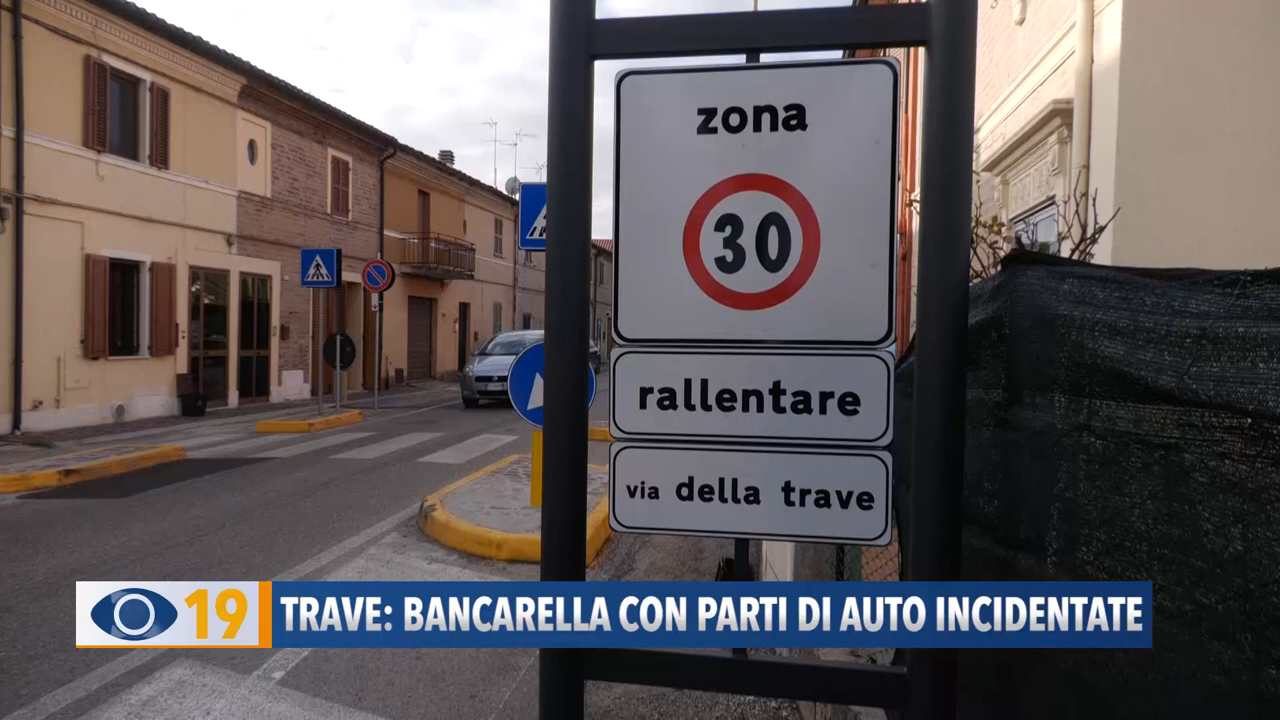 zona
30
rallentare
via della trave
19 TRAVE: BANCARELLA CON PARTI DI AUTO INCIDENTATE